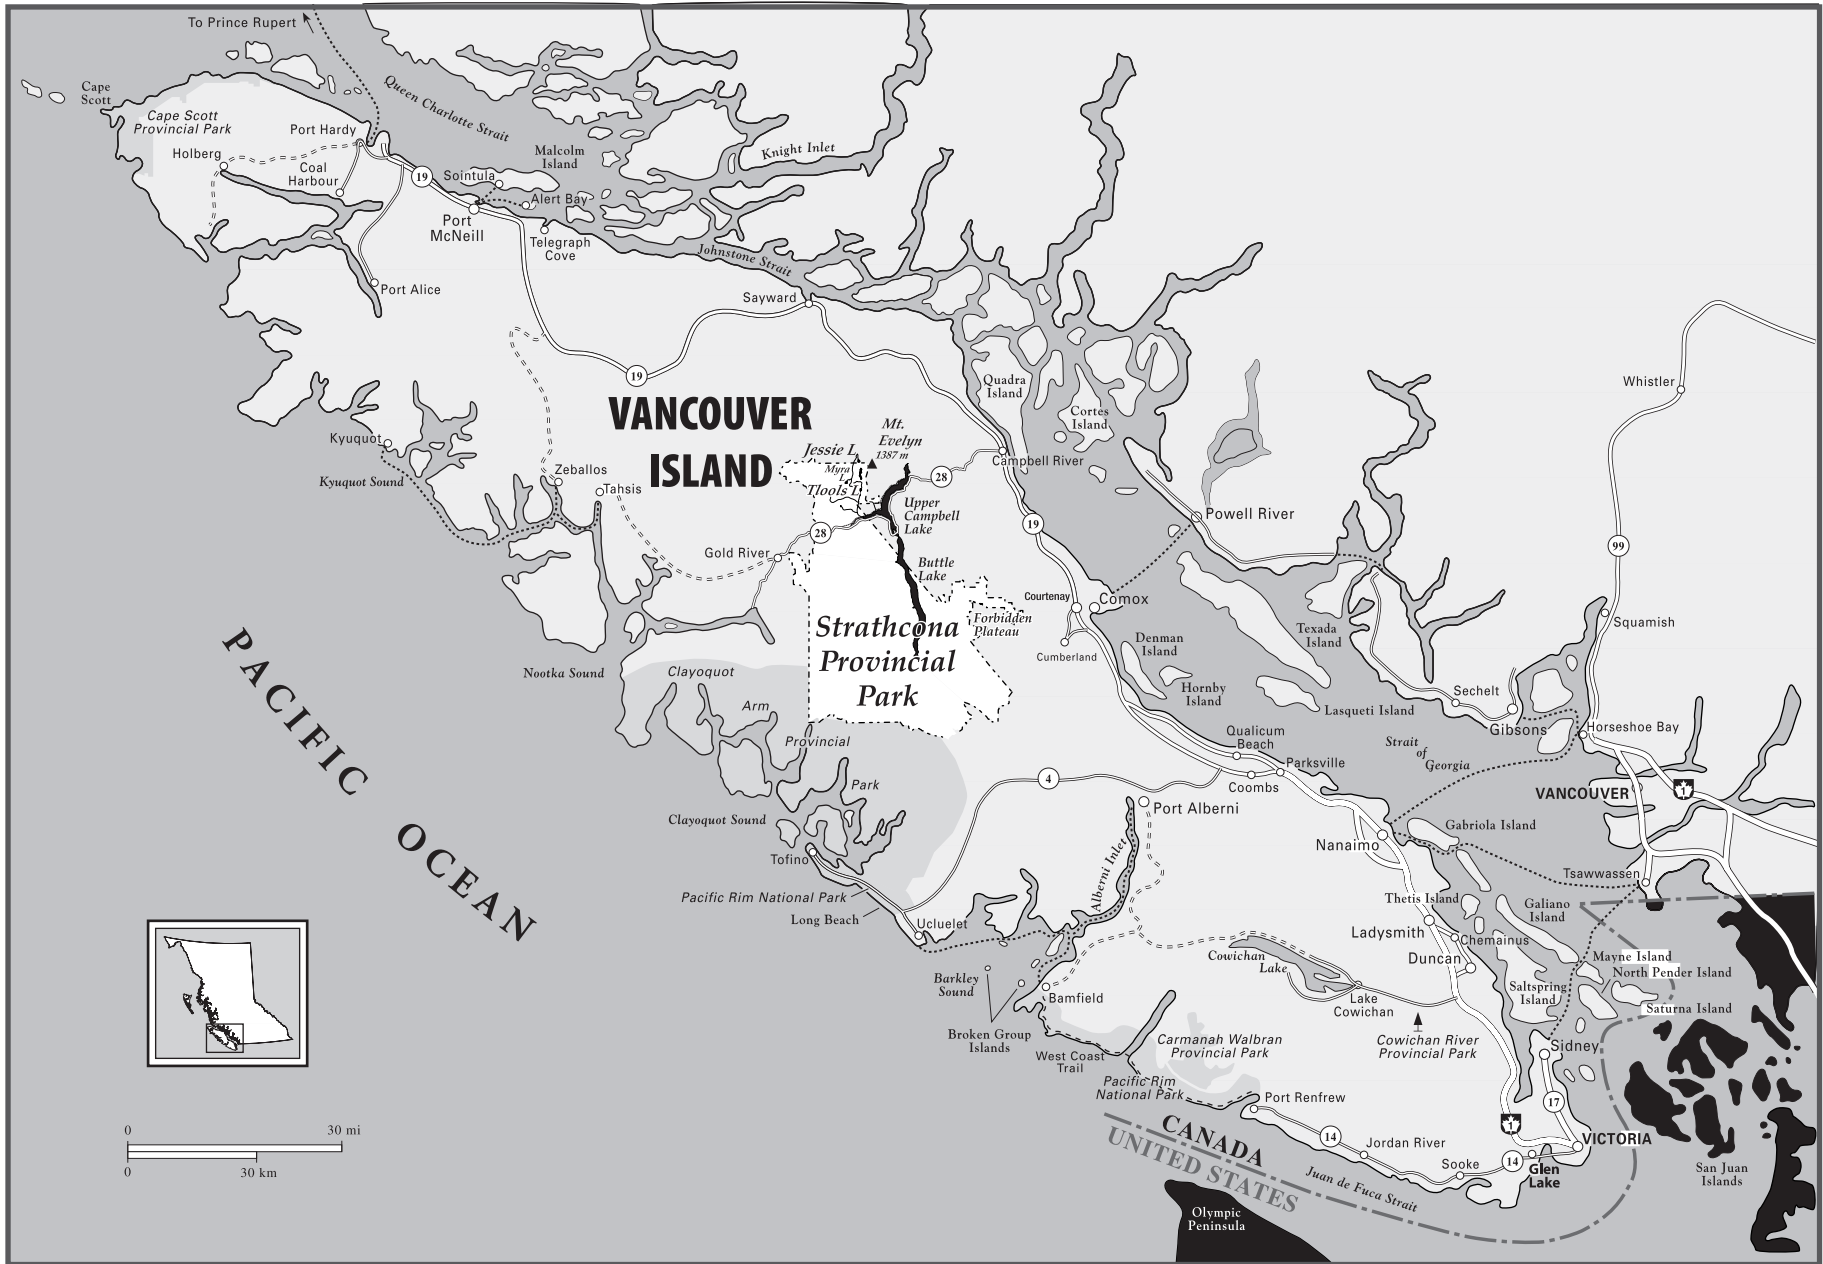 To Prince Rupert
Cape
Scott
Cape Scott
Provincial Park
Queen Charlotte Strait
Port Hardy
Holberg
Coal
Harbour
19
Sointula
Malcolm
Island
Knight Inlet
Alert Bay
Port
McNeill
Telegraph
Cove
Johnstone Strait
Port Alice
Sayward
19
Quadra
Island
Cortes
Island
Whistler
VANCOUVER
ISLAND
Mt.
Evelyn
1387 m
Jessie L
Myra
L
Tlools L
Kyuquot
Kyuquot Sound
Zeballos
Tahsis
28
Campbell River
Upper
Campbell
Lake
19
Powell River
99
28
Gold River
Buttle
Lake
Courtenay
Comox
Forbidden
Plateau
Cumberland
Strathcona
Provincial
Park
Denman
Island
Hornby
Island
Texada
Island
Lasqueti Island
Squamish
Sechelt
Gibsons
Horseshoe Bay
Nootka Sound
Clayoquot
Arm
Provincial
Park
PACIFIC
OCEAN
Qualicum
Beach
Parksville
Coombs
Strait
of
Georgia
VANCOUVER
1
4
Port Alberni
Clayoquot Sound
Tofino
Nanaimo
Gabriola Island
Tsawwassen
Alberni Inlet
Pacific Rim National Park
Long Beach
Ucluelet
Thetis Island
Galiano
Island
Ladysmith
Chemainus
Duncan
Cowichan
Lake
Mayne Island
North Pender Island
Saltspring
Island
Saturna Island
Barkley
Sound
Bamfield
Lake
Cowichan
Broken Group
Islands
West Coast
Trail
Carmanah Walbran
Provincial Park
Cowichan River
Provincial Park
Sidney
Pacific Rim
National Park
Port Renfrew
17
1
14
Jordan River
VICTORIA
Sooke
14
Glen
Lake
CANADA
UNITED STATES
Juan de Fuca Strait
San Juan
Islands
Olympic
Peninsula
0 30 mi
0 30 km